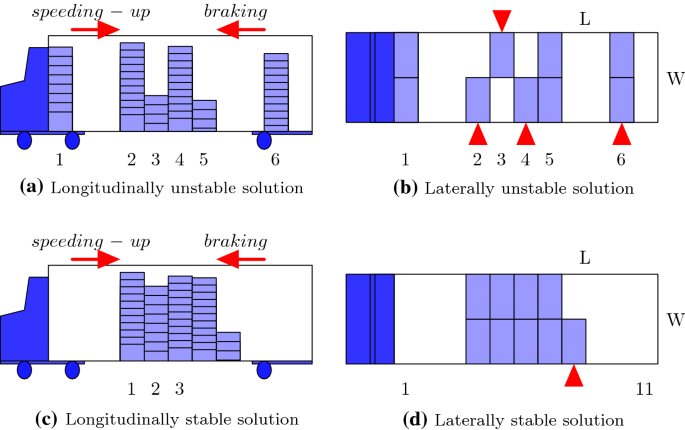 speeding − up braking
1 2 3 4 5 6
(a) Longitudinally unstable solution
L
W
1 2 3 4 5 6
(b) Laterally unstable solution
speeding − up braking
1 2 3
(c) Longitudinally stable solution
L
W
1 11
(d) Laterally stable solution